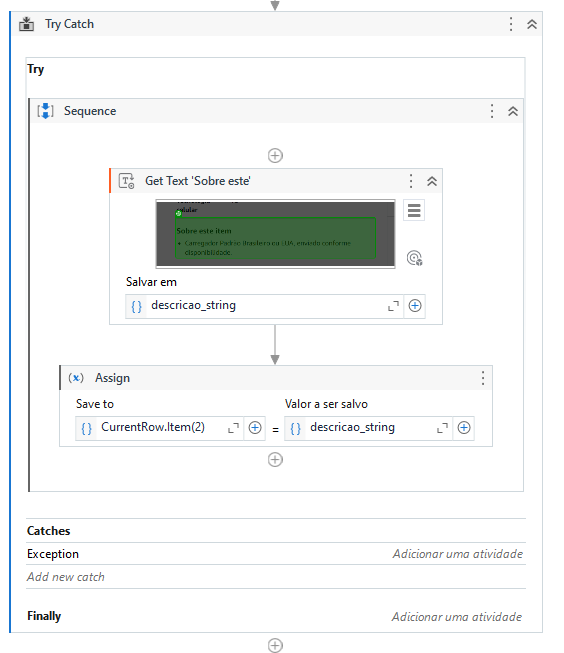 Try Catch
Try
Sequence
Get Text 'Sobre este'
celular
Sobre este item
• Carregador Padrão Brasileiro ou EUA, enviado conforme
disponibilidade.
Salvar em
descricao_string
Assign
Save to
Valor a ser salvo
CurrentRow.Item(2)
=
descricao_string
Catches
Exception
Adicionar uma atividade
Add new catch
Finally
Adicionar uma atividade